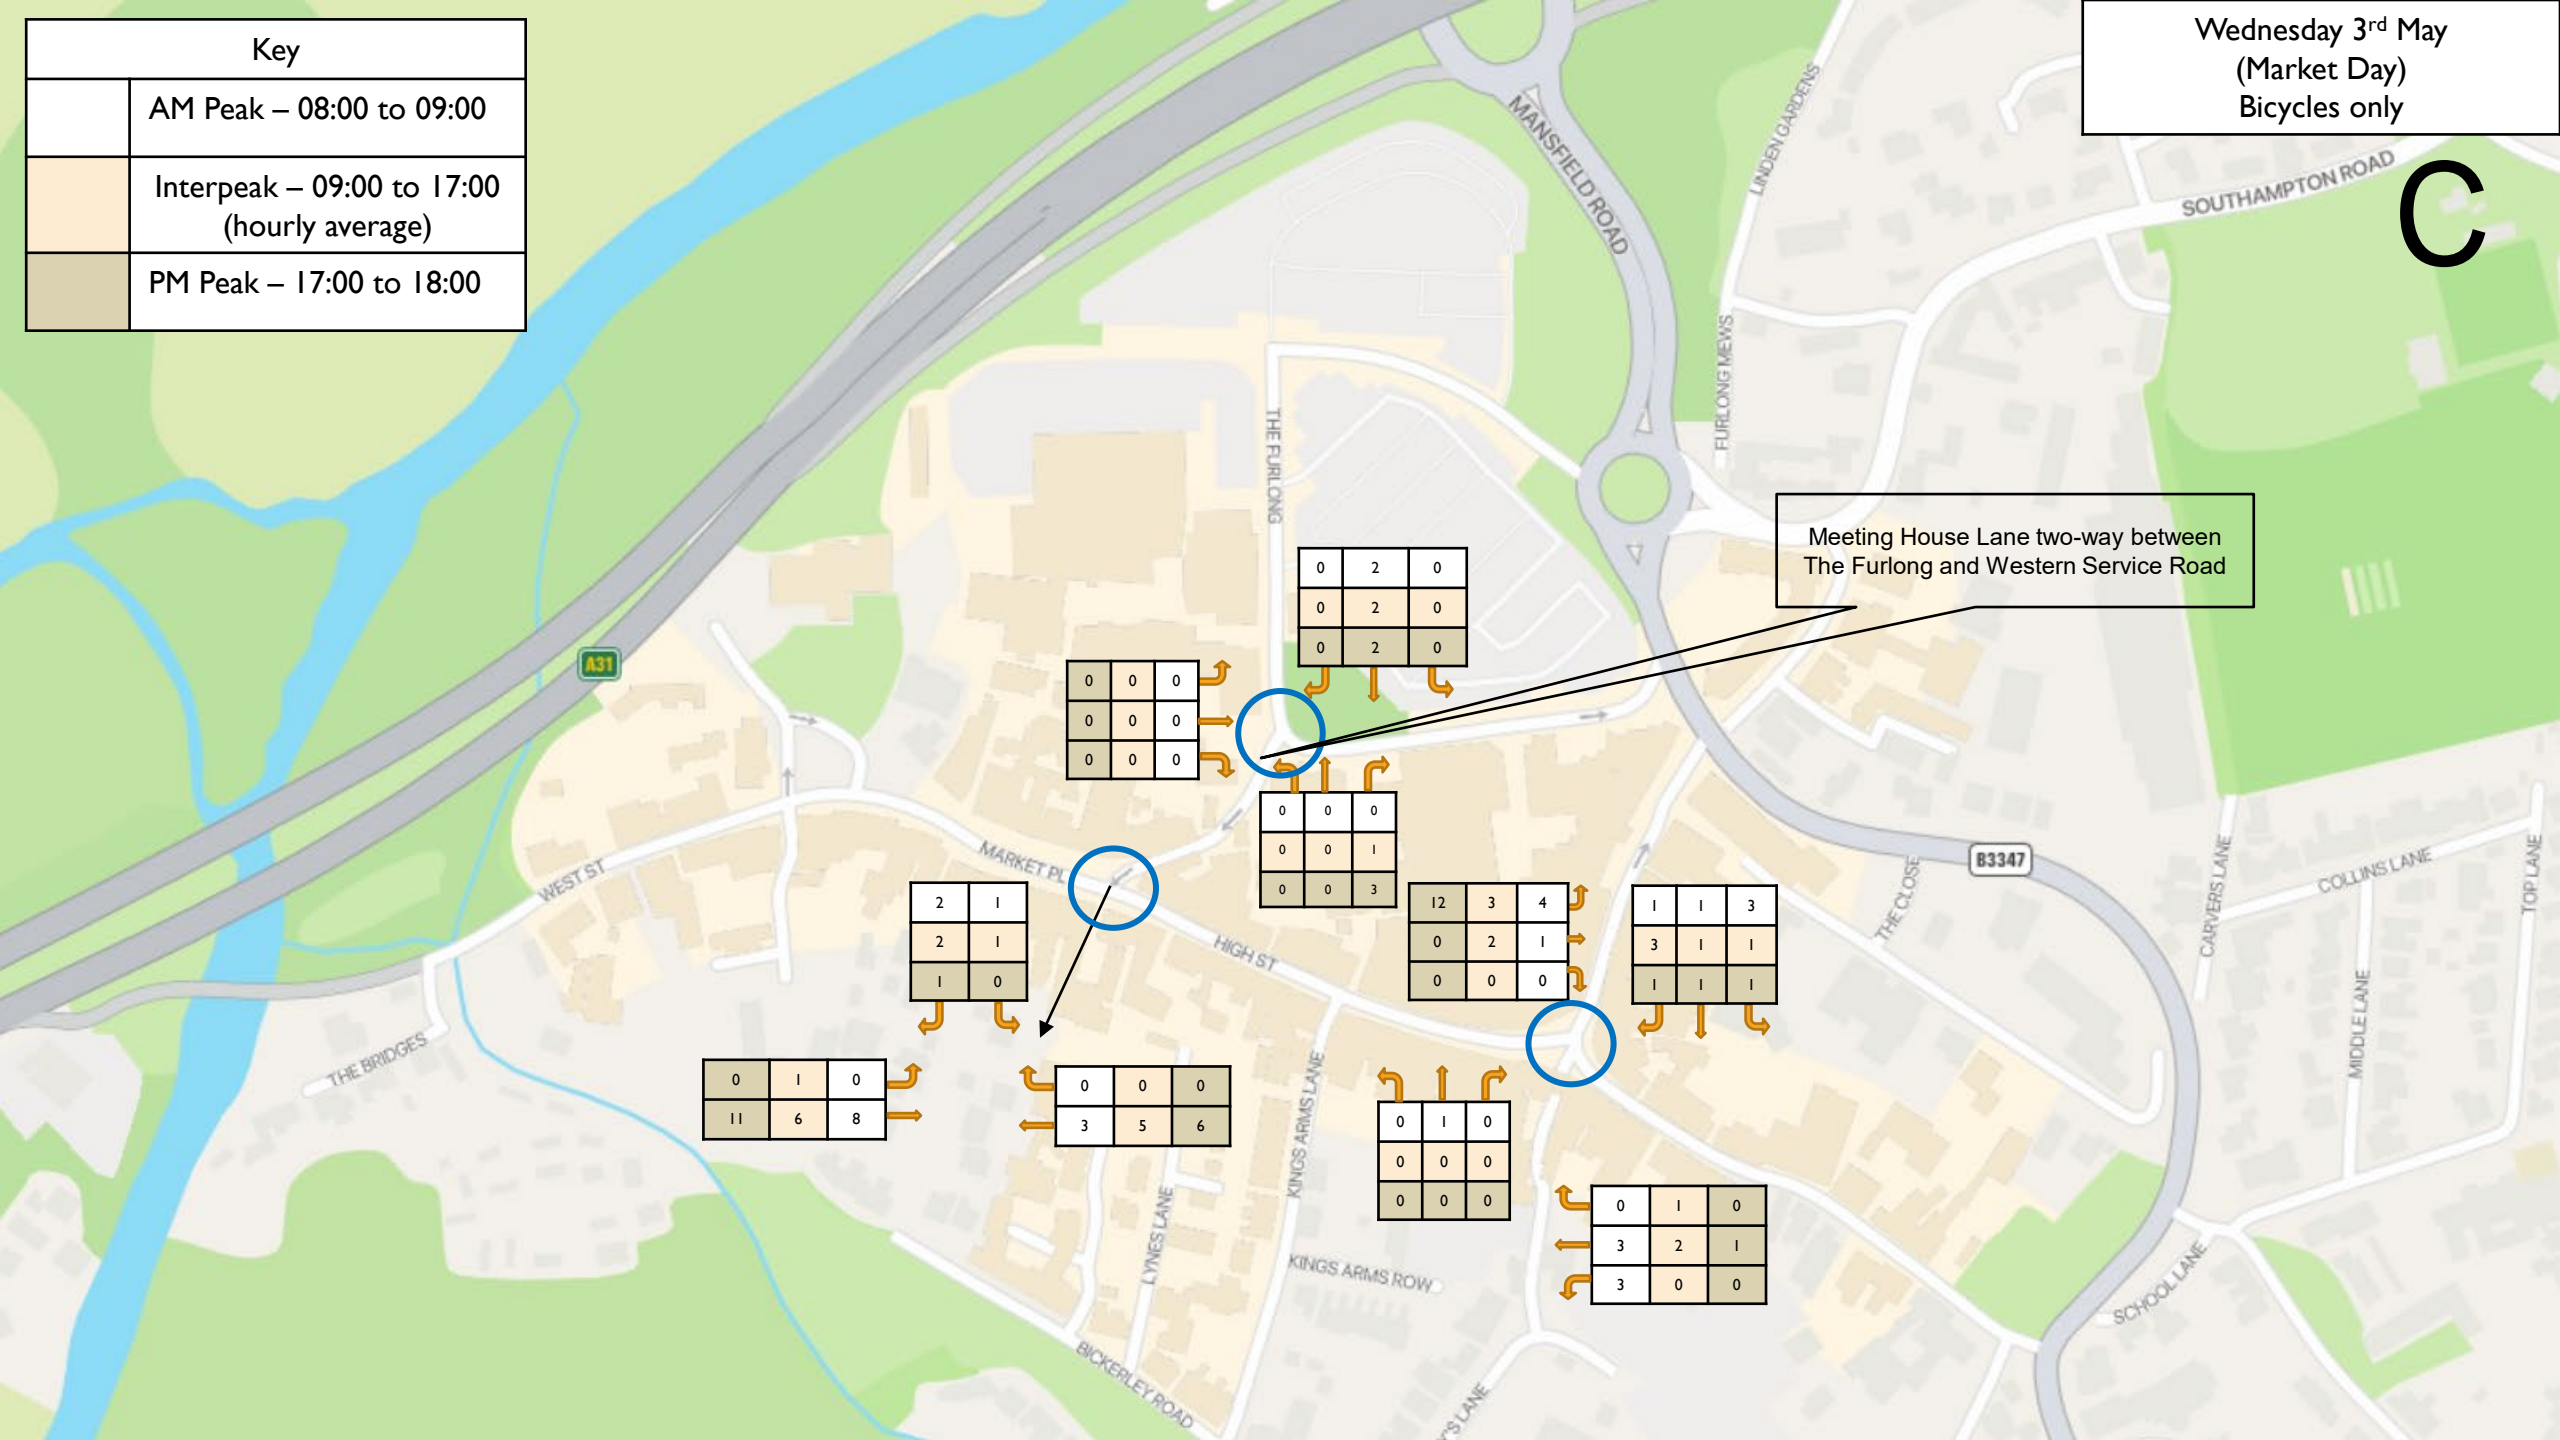 Key
AM Peak – 08:00 to 09:00
Interpeak – 09:00 to 17:00
(hourly average)
PM Peak – 17:00 to 18:00
Wednesday 3rd May
(Market Day)
Bicycles only
C
MANSFIELD ROAD
LINDEN GARDENS
SOUTHAMPTON ROAD
FURLONG MEWS
THE FURLONG
Meeting House Lane two-way between
The Furlong and Western Service Road
A31
0 2 0
0 2 0
0 2 0
0 0 0
0 0 0
0 0 0
0 0 0
0 0 1
0 0 3
MARKET PL
WEST ST
HIGH ST
B3347
THE CLOSE
CARVERS LANE
COLLINS LANE
TOP LANE
MIDDLE LANE
2 1
2 1
1 0
12 3 4
0 2 1
0 0 0
1 1 3
3 1 1
1 1 1
THE BRIDGES
0 1 0
11 6 8
0 0 0
3 5 6
KINGS ARMS LANE
0 1 0
0 0 0
0 0 0
0 1 0
3 2 1
3 0 0
LYNES LANE
KINGS ARMS ROW
SCHOOL LANE
BICKERLEY ROAD
'S LANE